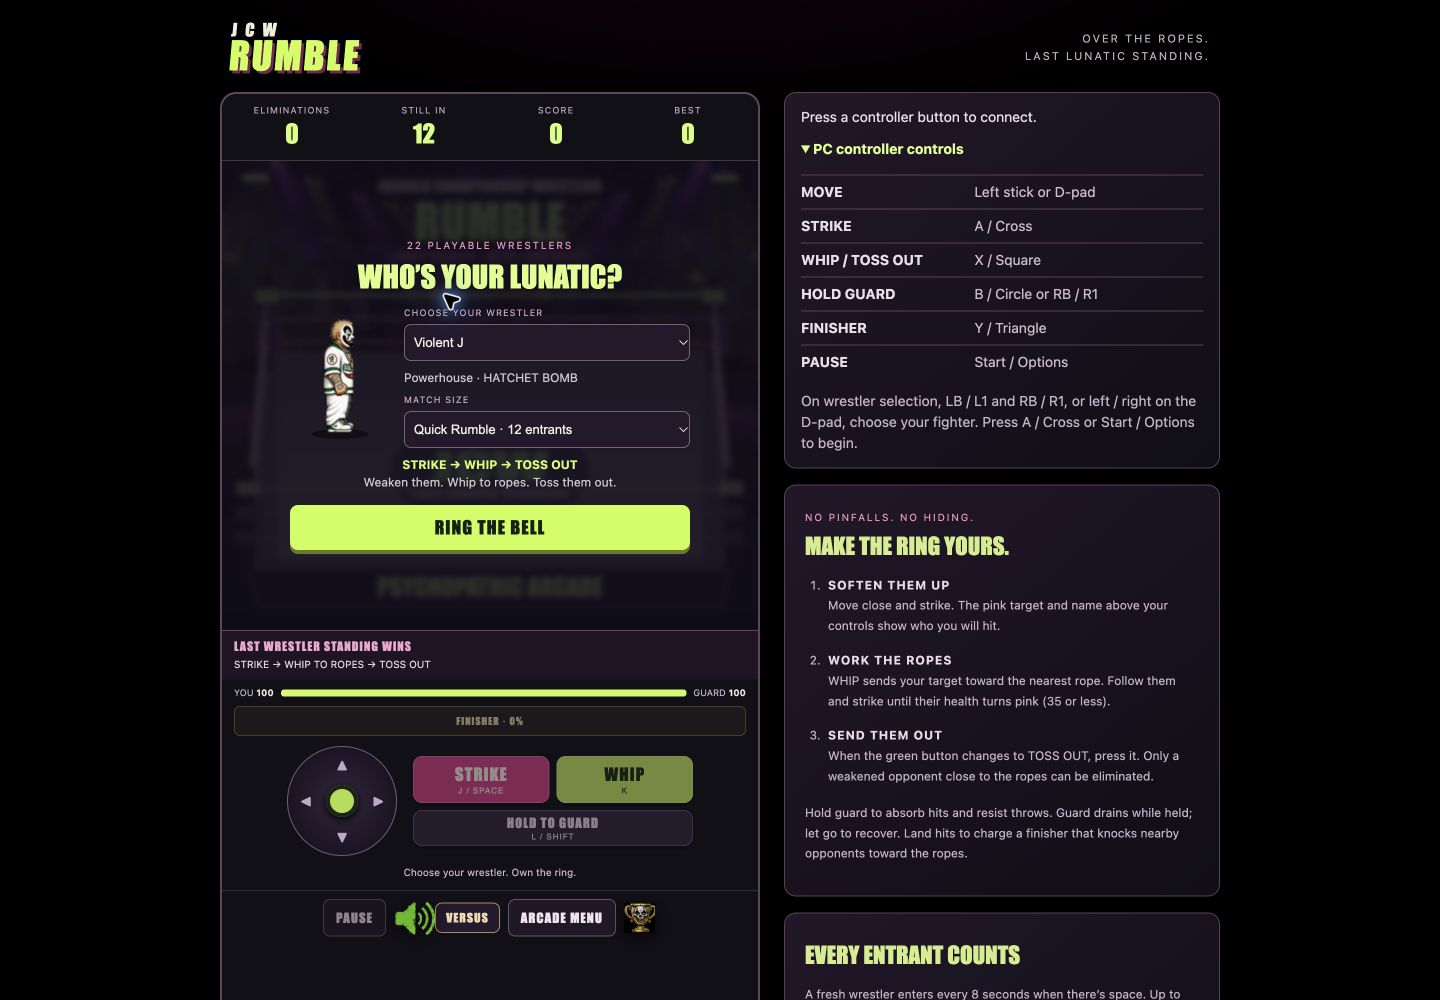 JCW
RUMBLE
OVER THE ROPES.
LAST LUNATIC STANDING.
ELIMINATIONS
0
STILL IN
12
SCORE
0
BEST
0
RUMBLE
22 PLAYABLE WRESTLERS
WHO'S YOUR LUNATIC?
CHOOSE YOUR WRESTLER
Violent J
Powerhouse · HATCHET BOMB
MATCH SIZE
Quick Rumble · 12 entrants
STRIKE → WHIP → TOSS OUT
Weaken them. Whip to ropes. Toss them out.
RING THE BELL
PSYCHOPATHIC ARCADE
LAST WRESTLER STANDING WINS
STRIKE → WHIP TO ROPES → TOSS OUT
YOU 100
GUARD 100
FINISHER · 0%
STRIKE
J / SPACE
WHIP
K
HOLD TO GUARD
L / SHIFT
Choose your wrestler. Own the ring.
PAUSE
VERSUS
ARCADE MENU
Press a controller button to connect.
▼ PC controller controls
MOVE Left stick or D-pad
STRIKE A / Cross
WHIP / TOSS OUT X / Square
HOLD GUARD B / Circle or RB / R1
FINISHER Y / Triangle
PAUSE Start / Options
On wrestler selection, LB / L1 and RB / R1, or left / right on the
D-pad, choose your fighter. Press A / Cross or Start / Options
to begin.
NO PINFALLS. NO HIDING.
MAKE THE RING YOURS.
1. SOFTEN THEM UP
Move close and strike. The pink target and name above your
controls show who you will hit.
2. WORK THE ROPES
WHIP sends your target toward the nearest rope. Follow them
and strike until their health turns pink (35 or less).
3. SEND THEM OUT
When the green button changes to TOSS OUT, press it. Only a
weakened opponent close to the ropes can be eliminated.
Hold guard to absorb hits and resist throws. Guard drains while held;
let go to recover. Land hits to charge a finisher that knocks nearby
opponents toward the ropes.
EVERY ENTRANT COUNTS
A fresh wrestler enters every 8 seconds when there's space. Up to